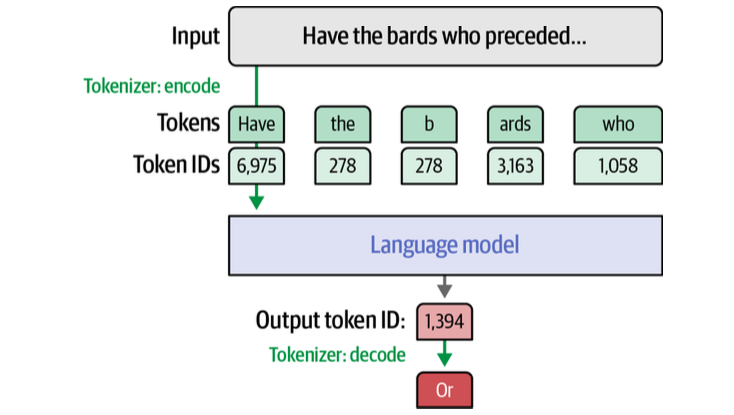 Input Have the bards who preceded...
Tokenizer: encode
Tokens Have the b ards who
Token IDs 6,975 278 278 3,163 1,058
Language model
Output token ID: 1,394
Tokenizer: decode
Or